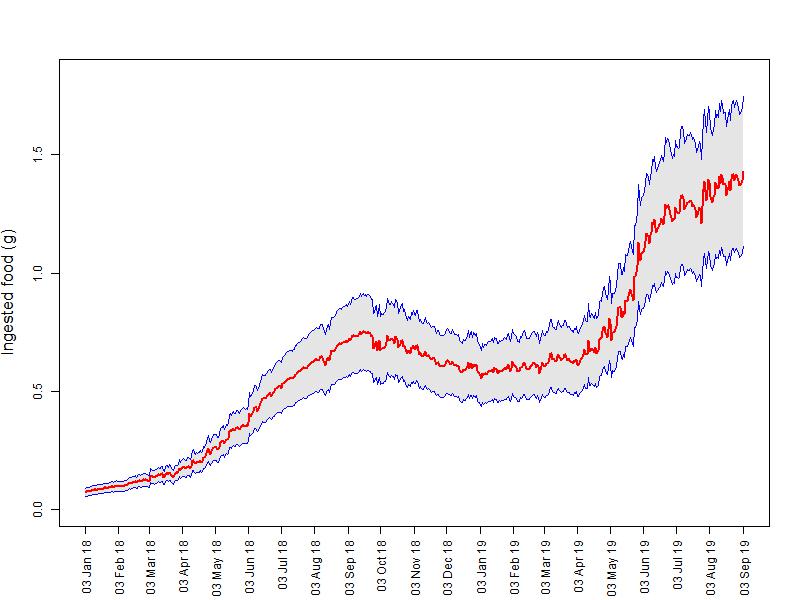 Ingested food (g)
1.5
1.0
0.5
0.0
03 Jan 18
03 Feb 18
03 Mar 18
03 Apr 18
03 May 18
03 Jun 18
03 Jul 18
03 Aug 18
03 Sep 18
03 Oct 18
03 Nov 18
03 Dec 18
03 Jan 19
03 Feb 19
03 Mar 19
03 Apr 19
03 May 19
03 Jun 19
03 Jul 19
03 Aug 19
03 Sep 19